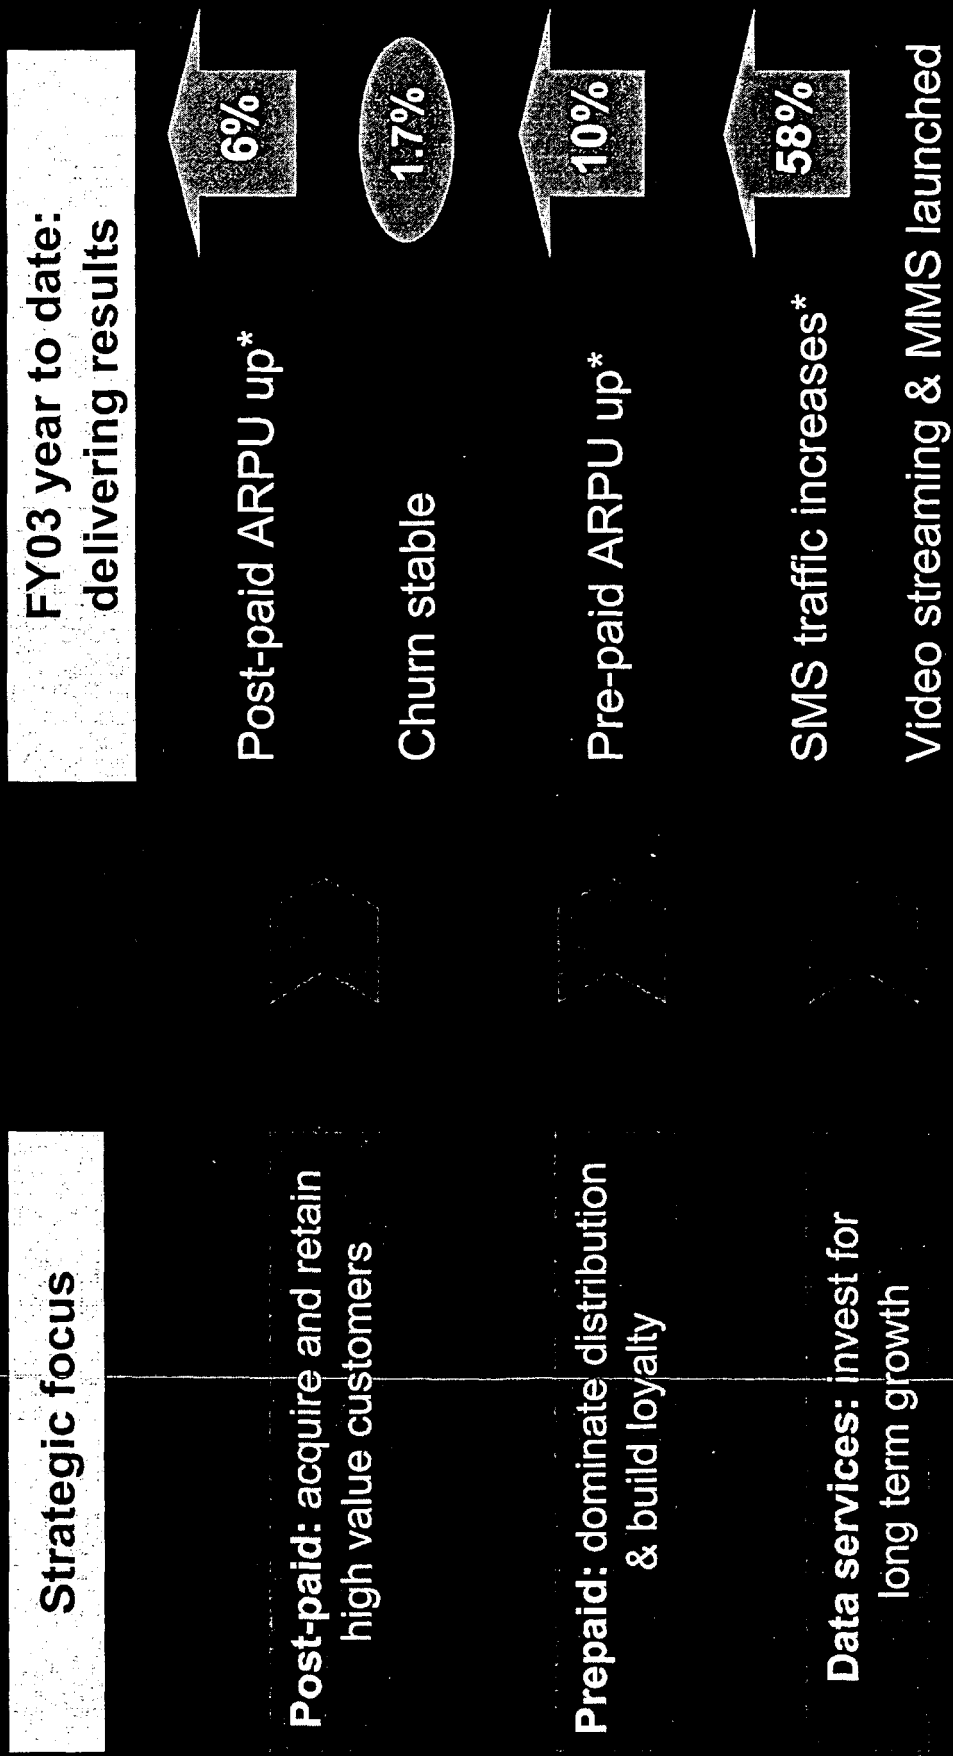 Strategic focus
Post-paid: acquire and retain
high value customers
Prepaid: dominate distribution
& build loyalty
Data services: invest for
long term growth
FY03 year to date:
delivering results
Post-paid ARPU up*
6%
Churn stable
1.7%
Pre-paid ARPU up*
10%
SMS traffic increases*
58%
Video streaming & MMS launched